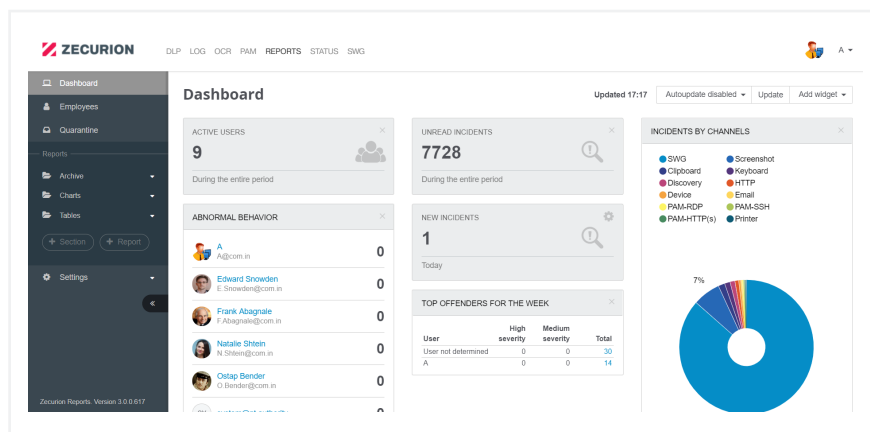 ZECURION
DLP LOG OCR PAM REPORTS STATUS SWG
A
Dashboard
Employees
Quarantine
Reports
Archive
Charts
Tables
+ Section
+ Report
Settings
«
Zecurion Reports. Version 3.0.0.617
Dashboard
Updated 17:17
Autoupdate disabled
Update
Add widget
ACTIVE USERS
9
During the entire period
ABNORMAL BEHAVIOR
A
A@com.in
0
Edward Snowden
E.Snowden@com.in
0
Frank Abagnale
F.Abagnale@com.in
0
Natalie Shtein
N.Shtein@com.in
0
Ostap Bender
O.Bender@com.in
0
UNREAD INCIDENTS
7728
During the entire period
NEW INCIDENTS
1
Today
TOP OFFENDERS FOR THE WEEK
User High severity Medium severity Total
User not determined 0 0 30
A 0 0 14
INCIDENTS BY CHANNELS
SWG Screenshot
Clipboard Keyboard
Discovery HTTP
Device Email
PAM-RDP PAM-SSH
PAM-HTTP(s) Printer
7%